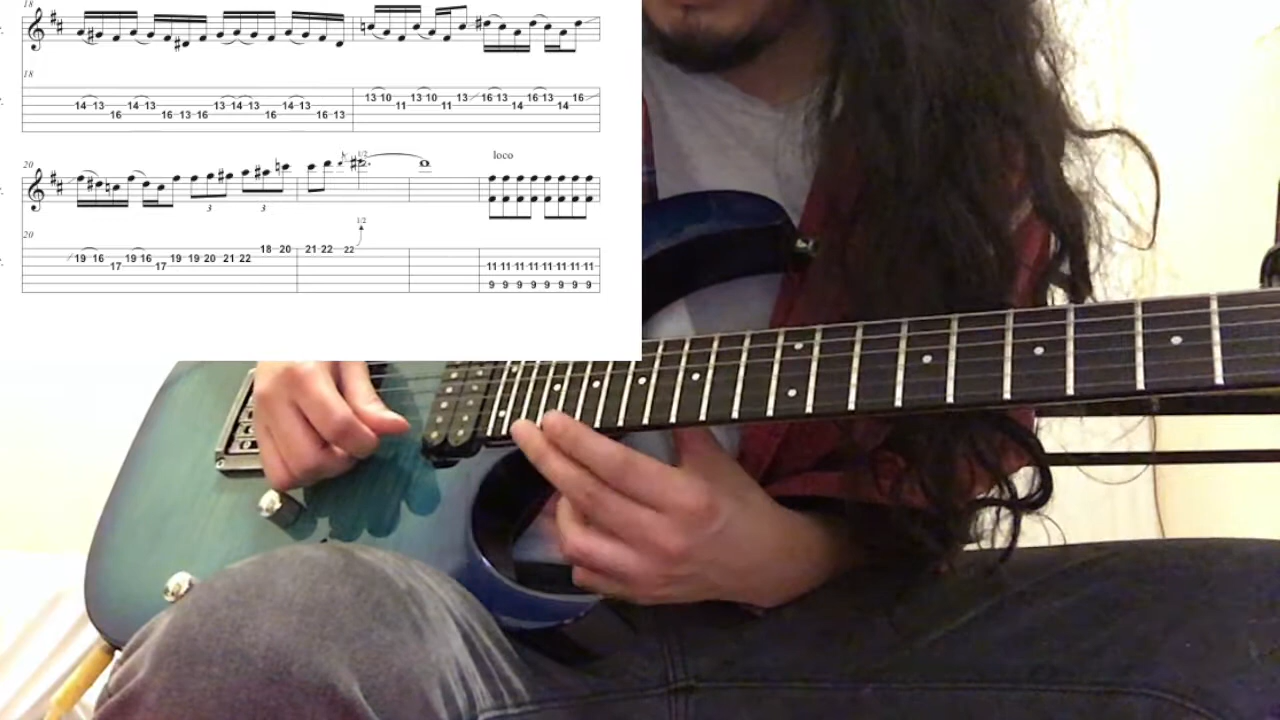 18
18
14 13 16 14 13 16 13 16 13 14 13 16 14 13 16 13 13 10 11 13 10 11 13 16 13 14 16 13 14 16
20
loco
1/2
3 3
1/2
20
19 16 17 19 16 17 19 19 20 21 22 18 20 21 22 22
11 11 11 11 11 11 11 11
9 9 9 9 9 9 9 9